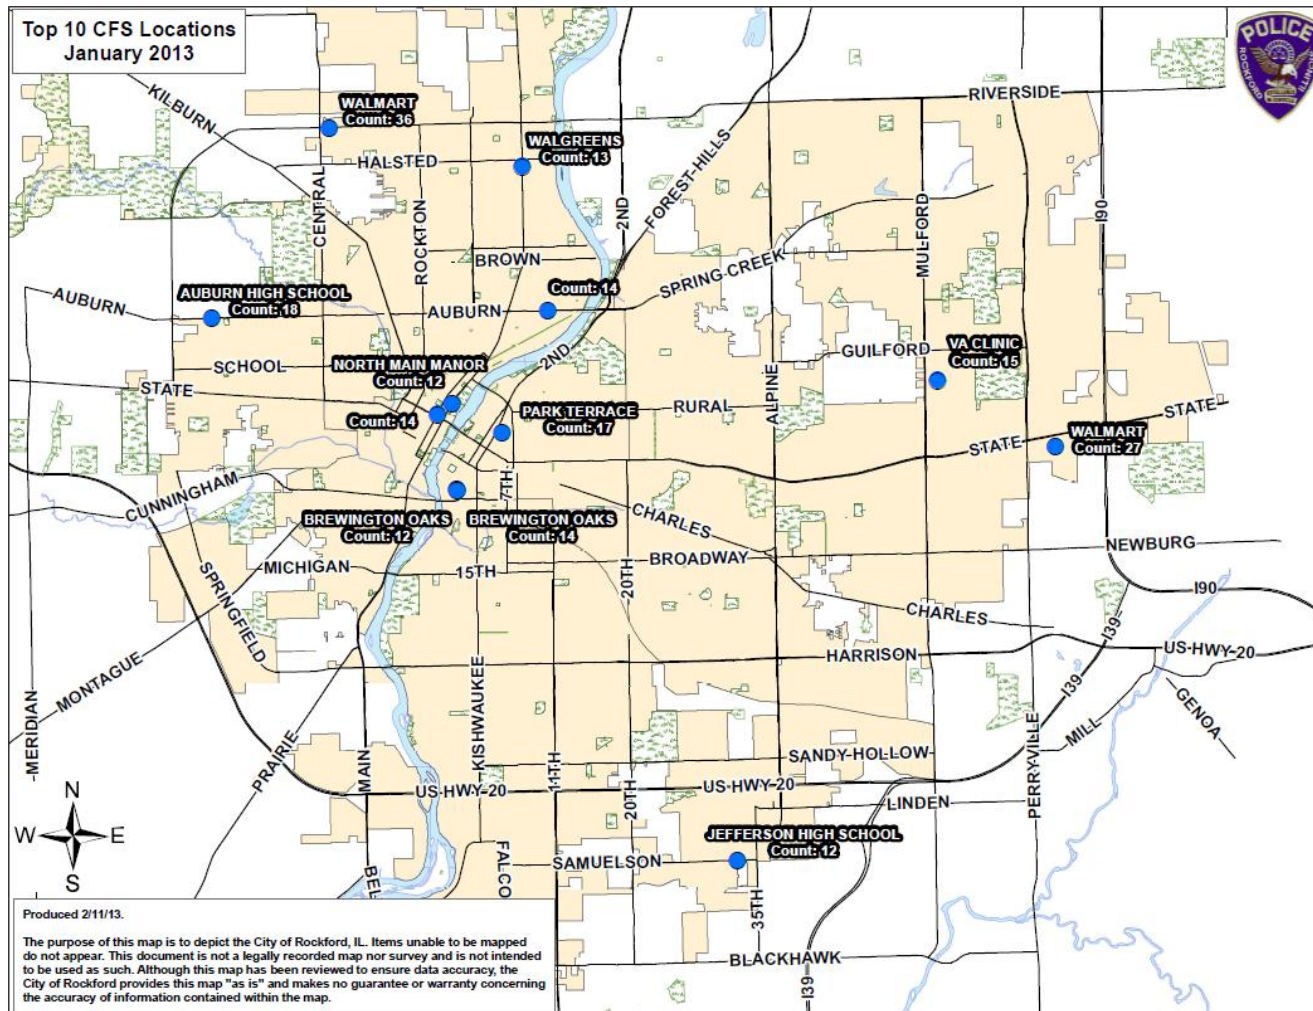 Top 10 CFS Locations
January 2013
POLICE
ROCKFORD
ILLINOIS
KILBURN
WALMART
Count: 36
RIVERSIDE
WALGREENS
Count: 13
HALSTED
FOREST HILLS
2ND
CENTRAL
ROCKTON
MULFORD
I90
BROWN
SPRING CREEK
AUBURN
AUBURN HIGH SCHOOL
Count: 18
Count: 14
AUBURN
SCHOOL
NORTH MAIN MANOR
Count: 12
2ND
GUILFORD
VA CLINIC
Count: 15
STATE
ALPINE
Count: 14
PARK TERRACE
Count: 17
RURAL
STATE
STATE
WALMART
Count: 27
CUNNINGHAM
7TH
CHARLES
BREWINGTON OAKS
Count: 12
BREWINGTON OAKS
Count: 14
BROADWAY
NEWBURG
MICHIGAN
15TH
20TH
I90
SPRINGFIELD
CHARLES
I39
HARRISON
US HWY 20
MONTAGUE
KISHWAUKEE
I39
GENOA
MERIDIAN
PRAIRIE
MAIN
MILL
SANDY HOLLOW
11TH
US HWY 20
20TH
US HWY 20
PERRYVILLE
LINDEN
N
W
E
S
JEFFERSON HIGH SCHOOL
Count: 12
BEL
FALCO
SAMUELSON
35TH
BLACKHAWK
I39
Produced 2/11/13.
The purpose of this map is to depict the City of Rockford, IL. Items unable to be mapped
do not appear. This document is not a legally recorded map nor survey and is not intended
to be used as such. Although this map has been reviewed to ensure data accuracy, the
City of Rockford provides this map "as is" and makes no guarantee or warranty concerning
the accuracy of information contained within the map.